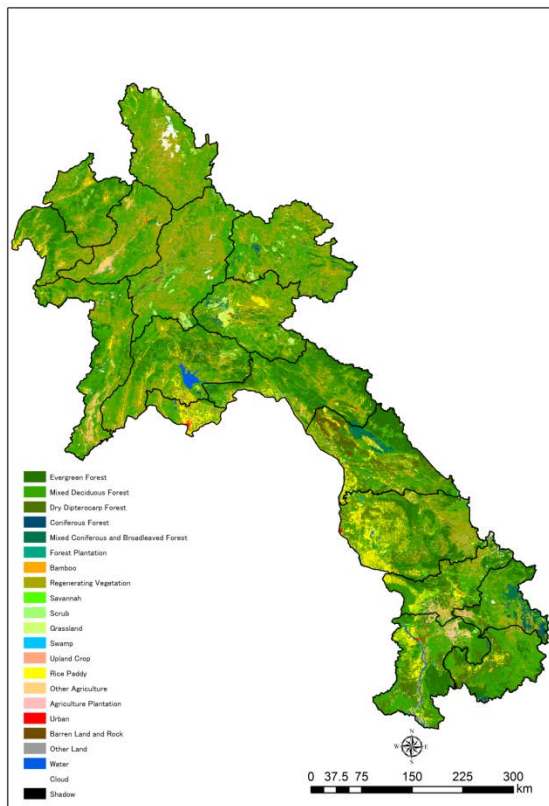 Evergreen Forest
Mixed Deciduous Forest
Dry Dipterocarp Forest
Coniferous Forest
Mixed Coniferous and Broadleaved Forest
Forest Plantation
Bamboo
Regenerating Vegetation
Savannah
Scrub
Grassland
Swamp
Upland Crop
Rice Paddy
Other Agriculture
Agriculture Plantation
Urban
Barren Land and Rock
Other Land
Water
Cloud
Shadow
N
W E
S
0 37.5 75 150 225 300
km